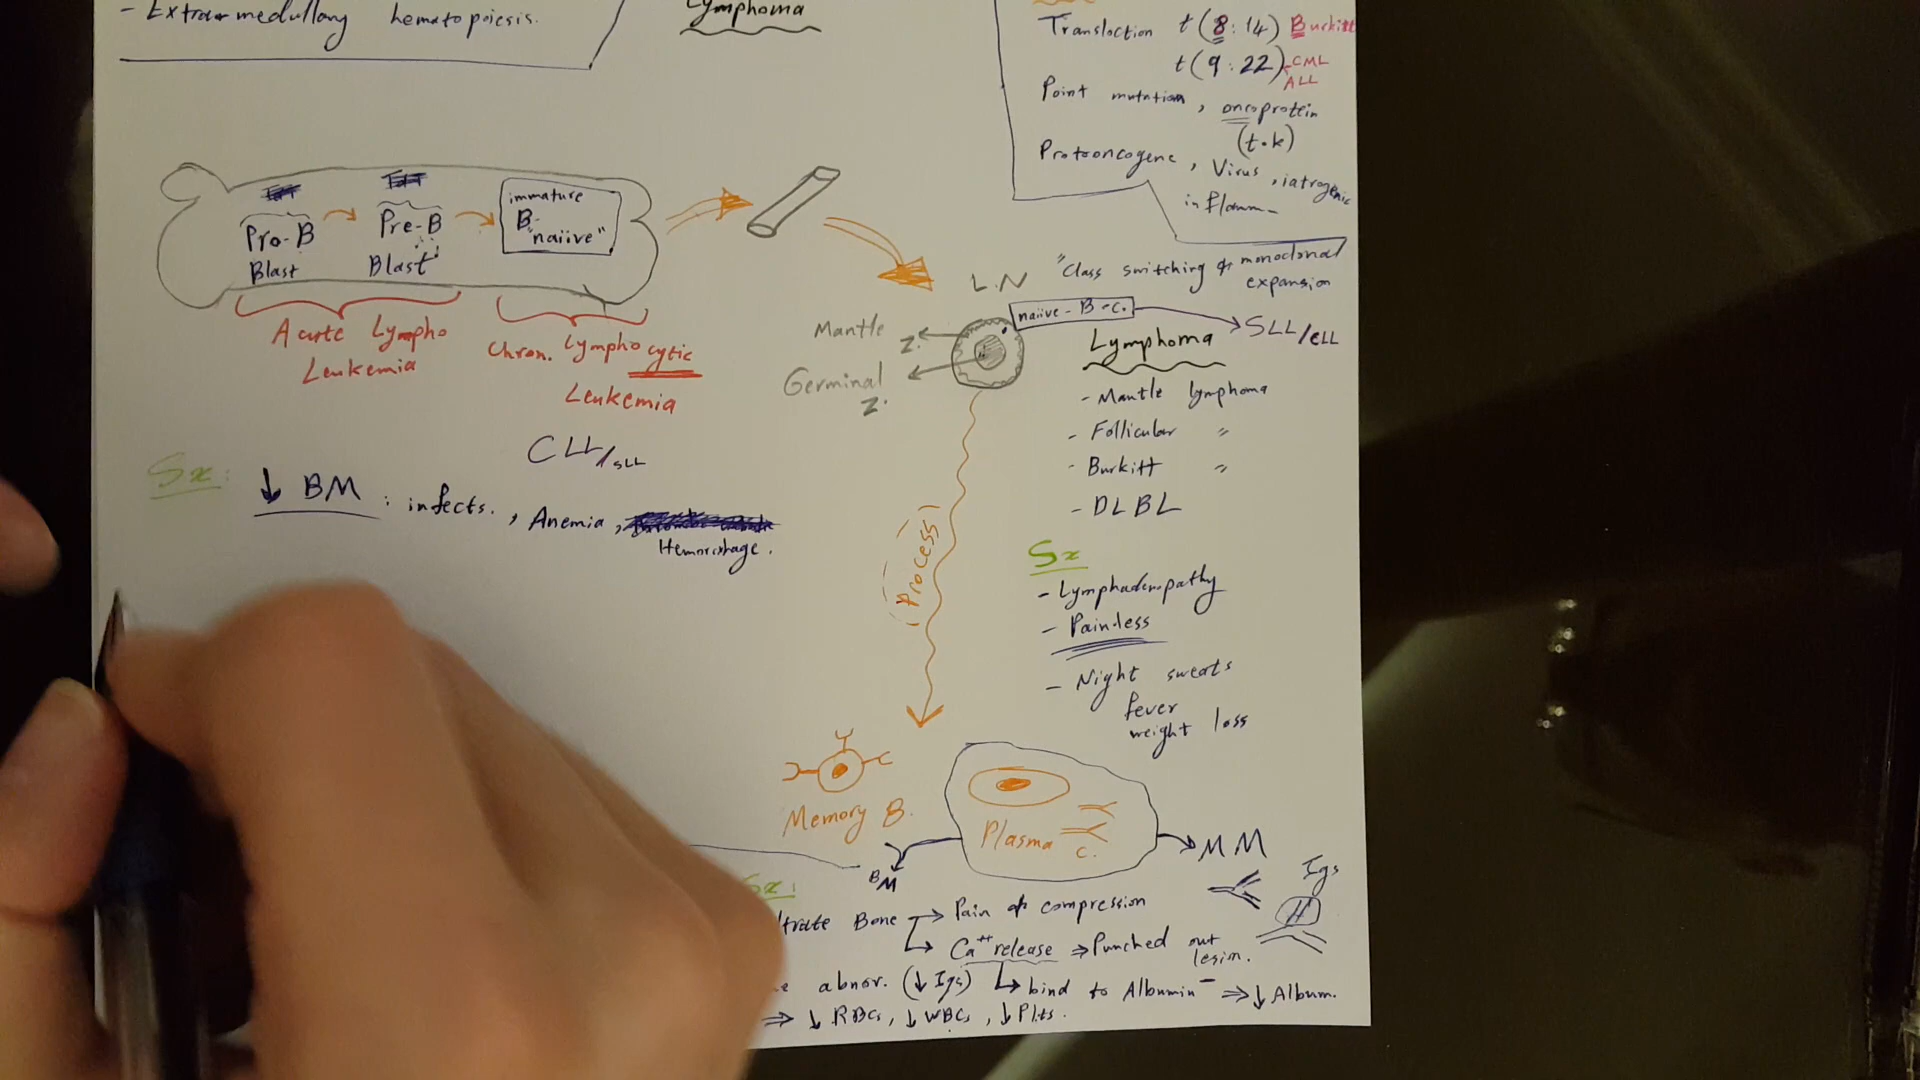 - Extramedullary hematopoiesis.
Lymphoma
Transloction t(8:14) Burkitt
t(9:22) CML
ALL
Point mutation, oncoprotein
(t.k)
Protooncogene, Virus, iatrogenic
inflamm-
Pro-B
Blast
Pre-B
Blast
immature
B-
"naiive"
Acute Lympho
Leukemia
Chron. Lymphocytic
Leukemia
CLL/SLL
L.N
"Class switching & monoclonal
expansion
naiive-B-c.
SLL/cLL
Mantle
Z.
Germinal
Z.
Lymphoma
- Mantle lymphoma
- Follicular "
- Burkitt "
- DLBL
Sx:
↓ BM : infects., Anemia,
Hemorrhage.
(Process)
Sx
- Lymphadenopathy
- Painless
- Night sweats
fever
weight loss
Memory B.
Plasma c.
MM
BM
Igs
Sx:
ltrate Bone → Pain & compression
↳ Ca++ release ⇒ Punched out
lesion.
abnor. (↓ Igs) ↳ bind to Albumin- ⇒ ↓ Album.
⇒ ↓ RBCs, ↓ WBCs, ↓ Plts.